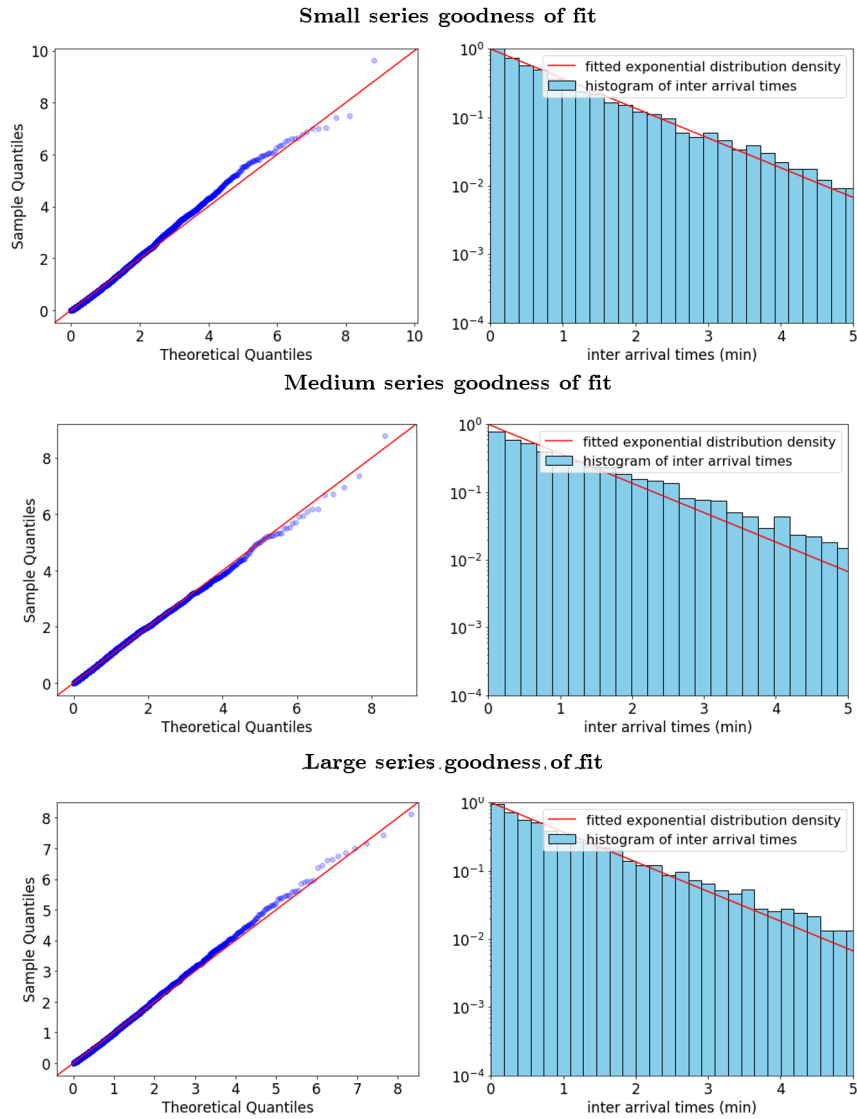 Small series goodness of fit
10
8
6
4
2
0
Sample Quantiles
0 2 4 6 8 10
Theoretical Quantiles
10⁰
10⁻¹
10⁻²
10⁻³
10⁻⁴
fitted exponential distribution density
histogram of inter arrival times
0 1 2 3 4 5
inter arrival times (min)
Medium series goodness of fit
8
6
4
2
0
Sample Quantiles
0 2 4 6 8
Theoretical Quantiles
10⁰
10⁻¹
10⁻²
10⁻³
10⁻⁴
fitted exponential distribution density
histogram of inter arrival times
0 1 2 3 4 5
inter arrival times (min)
Large series goodness of fit
8
7
6
5
4
3
2
1
0
Sample Quantiles
0 1 2 3 4 5 6 7 8
Theoretical Quantiles
10⁰
10⁻¹
10⁻²
10⁻³
10⁻⁴
fitted exponential distribution density
histogram of inter arrival times
0 1 2 3 4 5
inter arrival times (min)